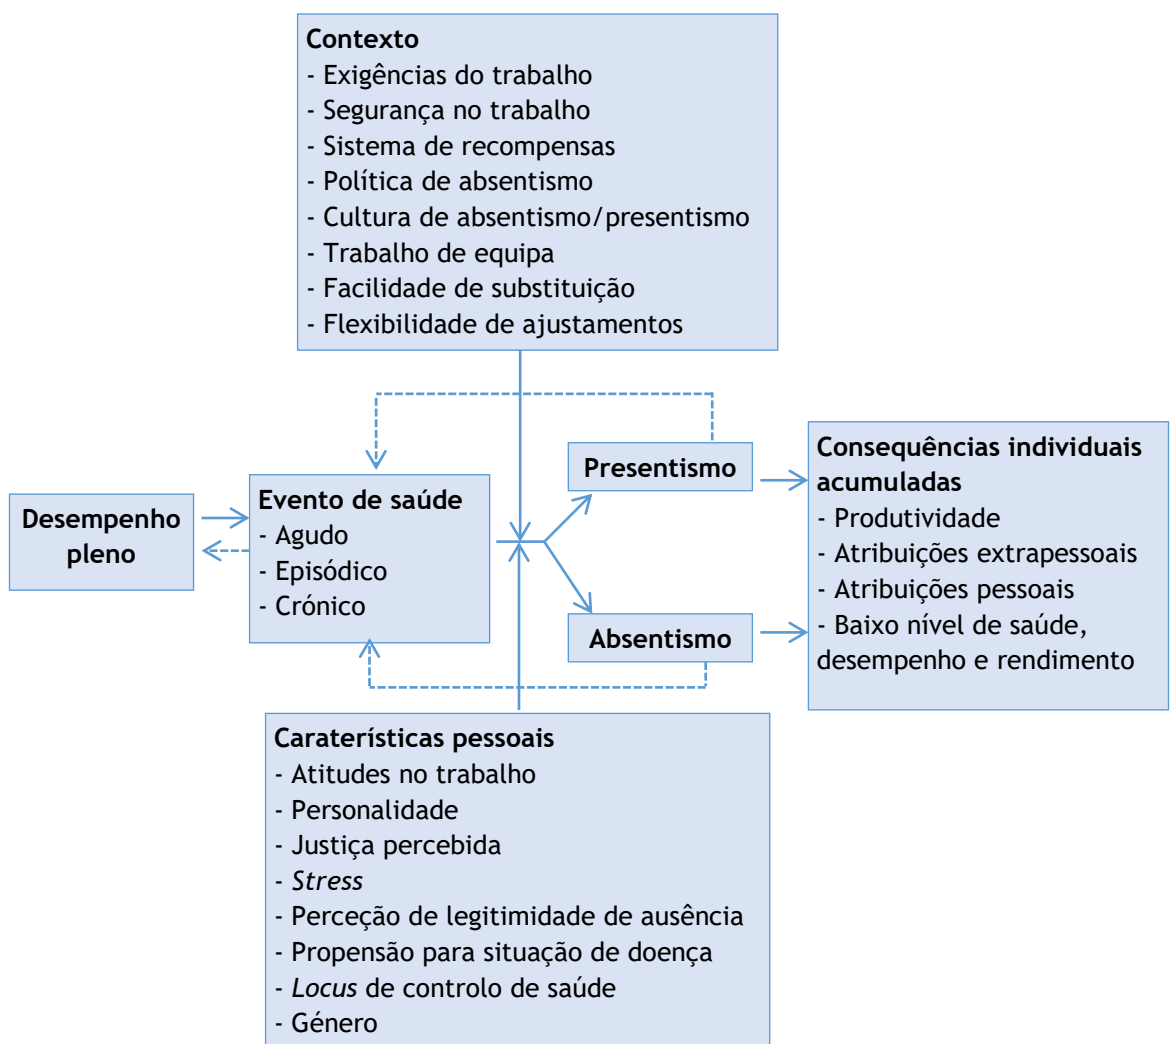 Contexto
- Exigências do trabalho
- Segurança no trabalho
- Sistema de recompensas
- Política de absentismo
- Cultura de absentismo/presentismo
- Trabalho de equipa
- Facilidade de substituição
- Flexibilidade de ajustamentos
Desempenho
pleno
Evento de saúde
- Agudo
- Episódico
- Crónico
Presentismo
Absentismo
Consequências individuais
acumuladas
- Produtividade
- Atribuições extrapessoais
- Atribuições pessoais
- Baixo nível de saúde,
desempenho e rendimento
Caraterísticas pessoais
- Atitudes no trabalho
- Personalidade
- Justiça percebida
- Stress
- Perceção de legitimidade de ausência
- Propensão para situação de doença
- Locus de controlo de saúde
- Género